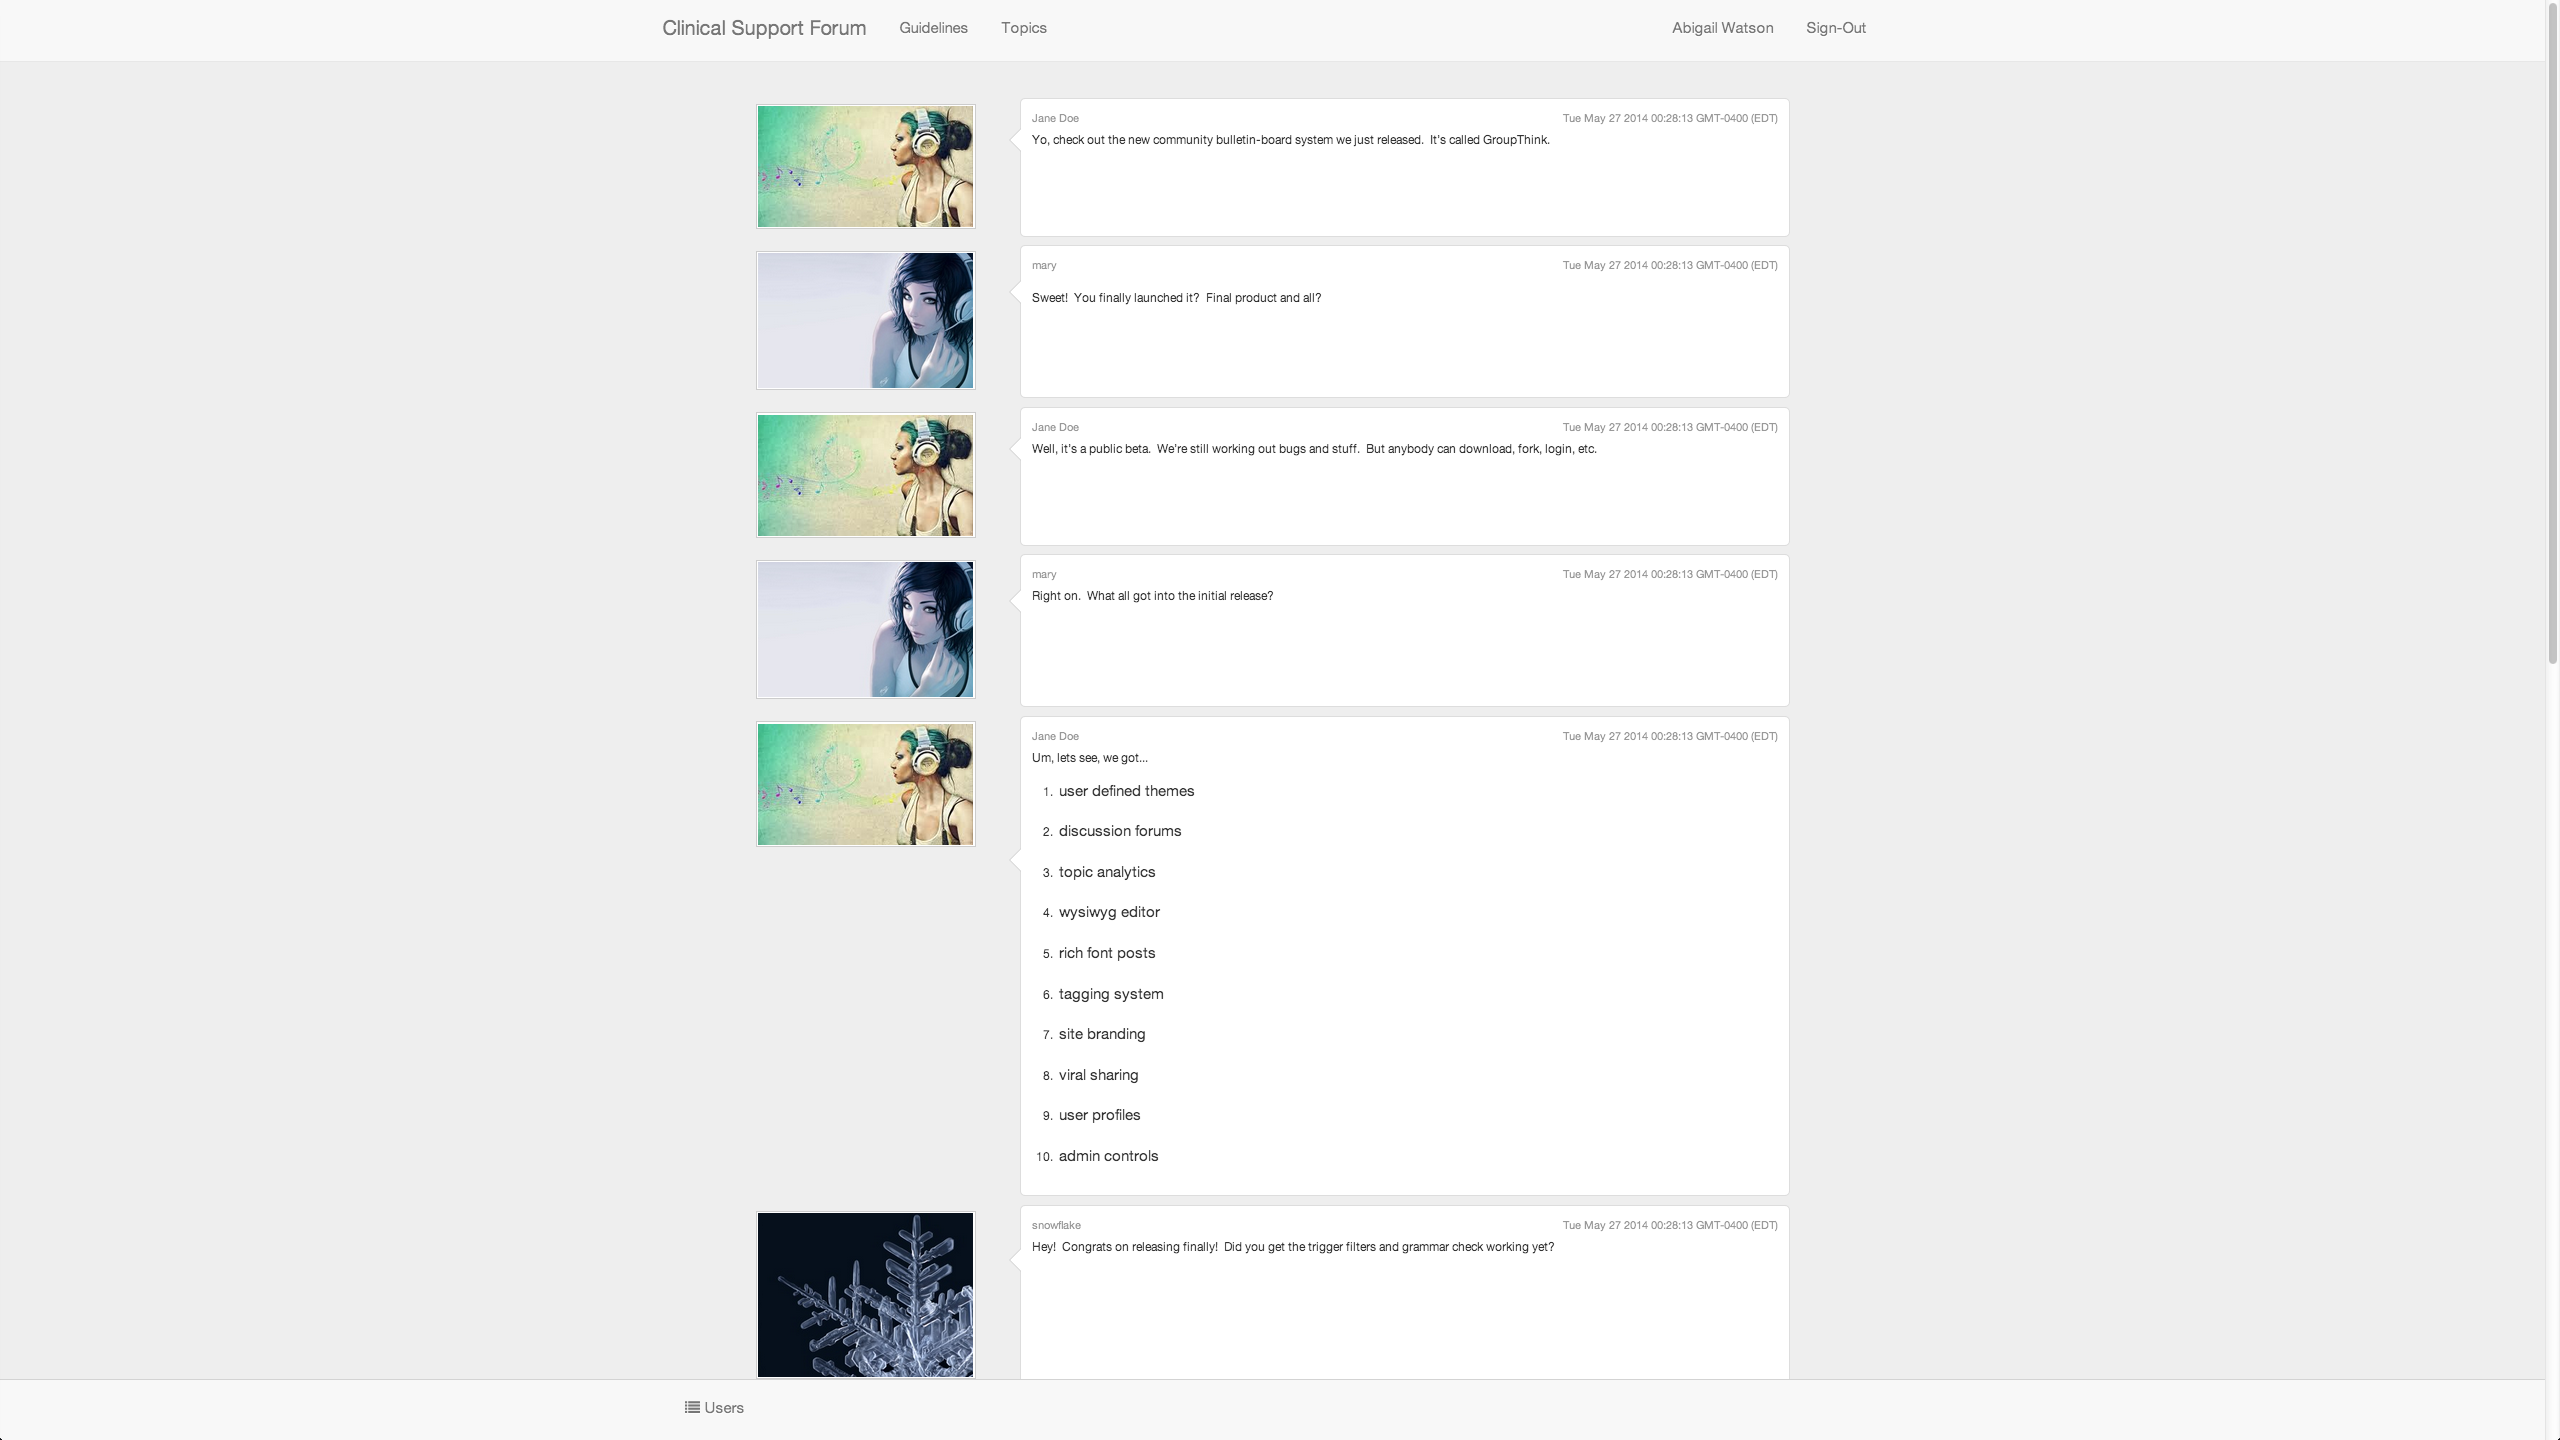 Clinical Support Forum Guidelines Topics Abigail Watson Sign-Out
Jane Doe Tue May 27 2014 00:28:13 GMT-0400 (EDT)
Yo, check out the new community bulletin-board system we just released.  It's called GroupThink.
mary Tue May 27 2014 00:28:13 GMT-0400 (EDT)
Sweet!  You finally launched it?  Final product and all?
Jane Doe Tue May 27 2014 00:28:13 GMT-0400 (EDT)
Well, it's a public beta.  We're still working out bugs and stuff.  But anybody can download, fork, login, etc.
mary Tue May 27 2014 00:28:13 GMT-0400 (EDT)
Right on.  What all got into the initial release?
Jane Doe Tue May 27 2014 00:28:13 GMT-0400 (EDT)
Um, lets see, we got...
1. user defined themes
2. discussion forums
3. topic analytics
4. wysiwyg editor
5. rich font posts
6. tagging system
7. site branding
8. viral sharing
9. user profiles
10. admin controls
snowflake Tue May 27 2014 00:28:13 GMT-0400 (EDT)
Hey!  Congrats on releasing finally!  Did you get the trigger filters and grammar check working yet?
Users